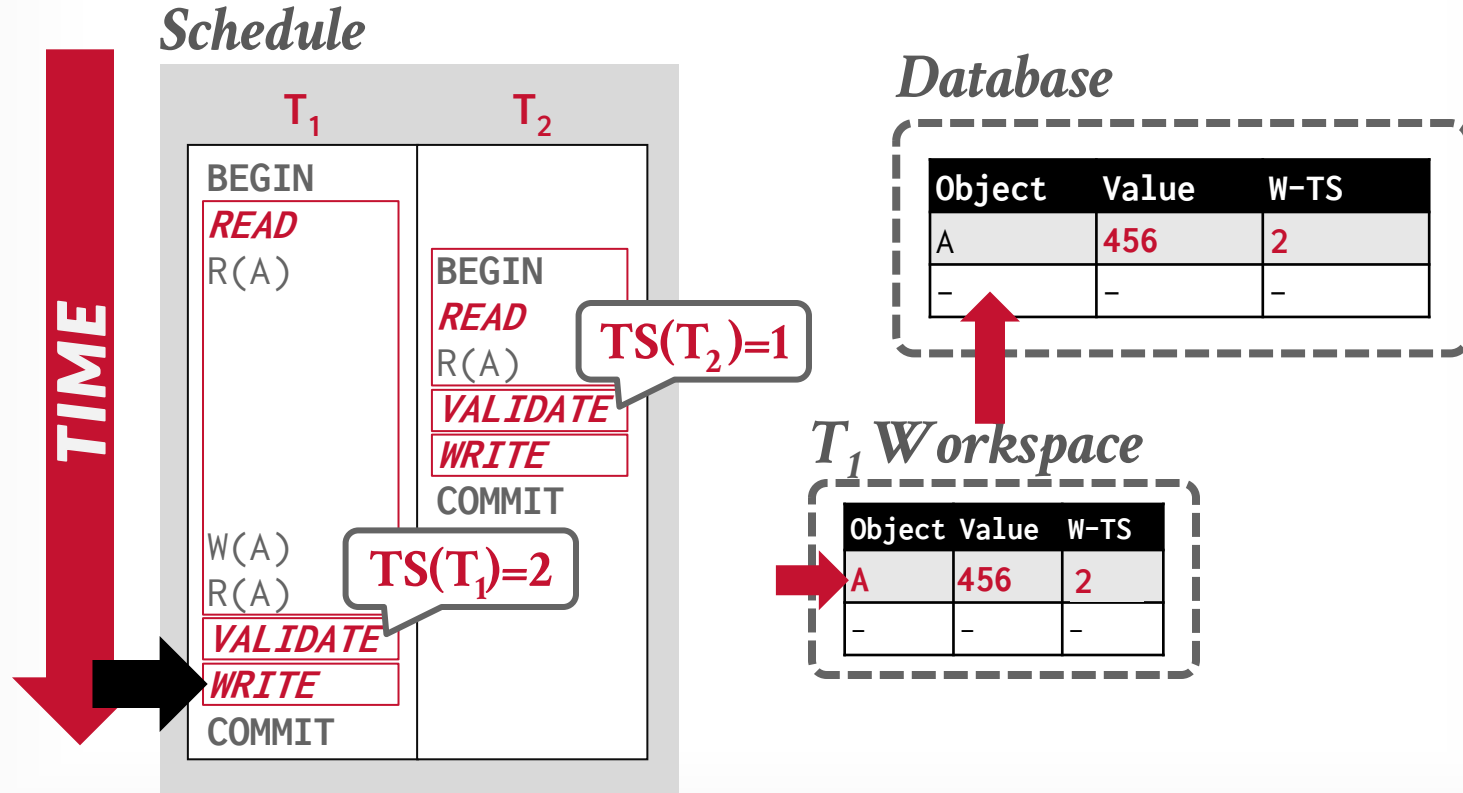 Schedule
TIME
T1 T2
BEGIN
READ
R(A) BEGIN
READ
R(A)
TS(T2)=1
VALIDATE
WRITE
COMMIT
W(A)
R(A)
TS(T1)=2
VALIDATE
WRITE
COMMIT
Database
Object Value W-TS
A 456 2
- - -
T1 Workspace
Object Value W-TS
A 456 2
- - -